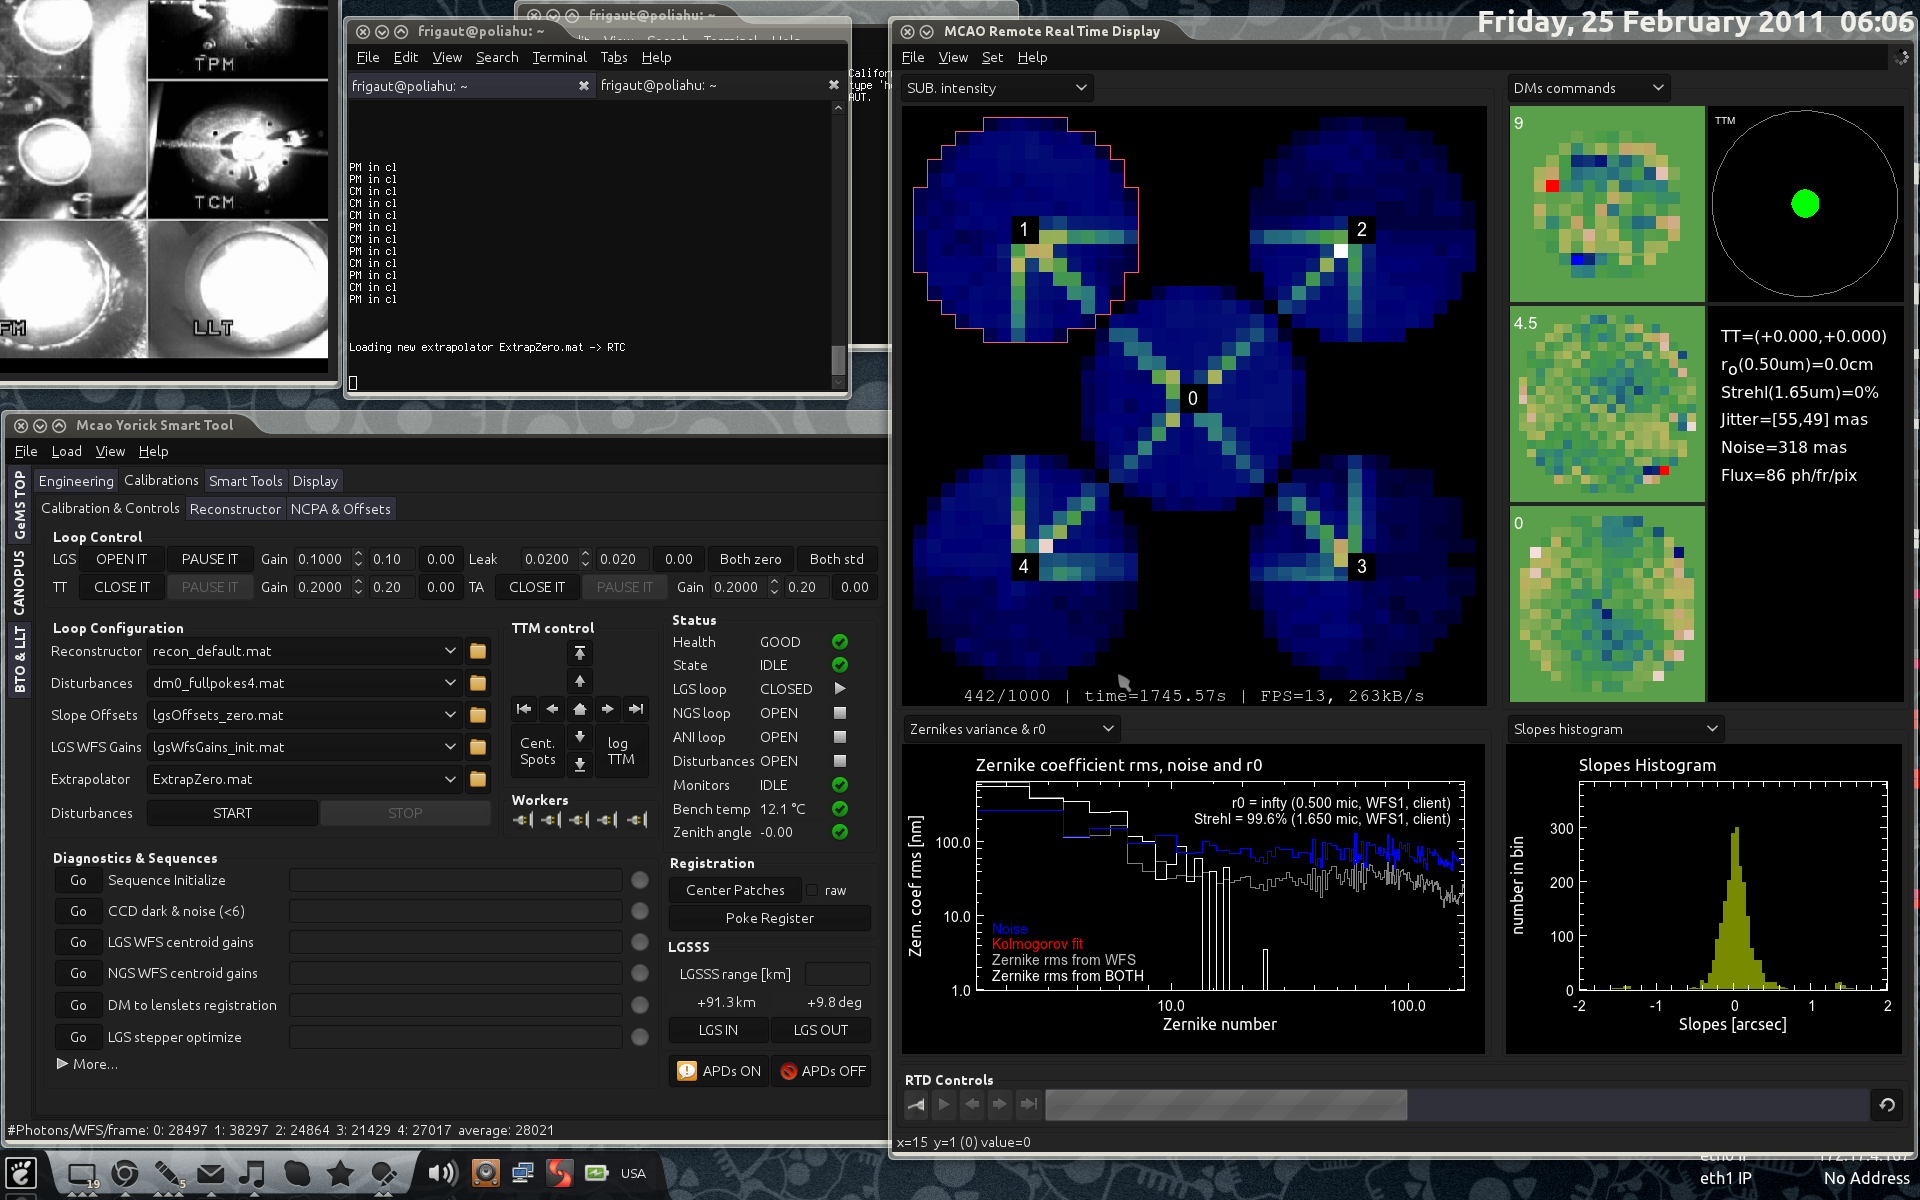 Friday, 25 February 2011 06:06
TPM
TCM
LLT
frigaut@poliahu: ~
frigaut@poliahu: ~
File Edit View Search Terminal Tabs Help
frigaut@poliahu: ~
frigaut@poliahu: ~
PM in cl
PM in cl
CM in cl
CM in cl
CM in cl
PM in cl
CM in cl
PM in cl
CM in cl
PM in cl
CM in cl
PM in cl
Loading new extrapolator ExtrapZero.mat -> RTC
Mcao Yorick Smart Tool
File Load View Help
GeMS TOP
CANOPUS
BTO & LLT
Engineering Calibrations Smart Tools Display
Calibration & Controls Reconstructor NCPA & Offsets
Loop Control
LGS OPEN IT PAUSE IT Gain 0.1000 0.10 0.00 Leak 0.0200 0.020 0.00 Both zero Both std
TT CLOSE IT PAUSE IT Gain 0.2000 0.20 0.00 TA CLOSE IT PAUSE IT Gain 0.2000 0.20 0.00
Loop Configuration
Reconstructor recon_default.mat
Disturbances dm0_fullpokes4.mat
Slope Offsets lgsOffsets_zero.mat
LGS WFS Gains lgsWfsGains_init.mat
Extrapolator ExtrapZero.mat
Disturbances START STOP
TTM control
Cent. Spots
log TTM
Workers
Status
Health GOOD
State IDLE
LGS loop CLOSED
NGS loop OPEN
ANI loop OPEN
Disturbances OPEN
Monitors IDLE
Bench temp 12.1 °C
Zenith angle -0.00
Diagnostics & Sequences
Go Sequence Initialize
Go CCD dark & noise (<6)
Go LGS WFS centroid gains
Go NGS WFS centroid gains
Go DM to lenslets registration
Go LGS stepper optimize
More...
Registration
Center Patches raw
Poke Register
LGSSS
LGSSS range [km]
+91.3 km +9.8 deg
LGS IN LGS OUT
APDs ON APDs OFF
#Photons/WFS/frame: 0: 28497 1: 38297 2: 24864 3: 21429 4: 27017 average: 28021
MCAO Remote Real Time Display
File View Set Help
SUB. intensity
1
2
0
4
3
442/1000 | time=1745.57s | FPS=13, 263kB/s
DMs commands
9
TTM
4.5
0
TT=(+0.000,+0.000)
ro(0.50um)=0.0cm
Strehl(1.65um)=0%
Jitter=[55,49] mas
Noise=318 mas
Flux=86 ph/fr/pix
Zernikes variance & r0
Zernike coefficient rms, noise and r0
r0 = infty (0.500 mic, WFS1, client)
Strehl = 99.6% (1.650 mic, WFS1, client)
Zern. coef rms [nm]
100.0
10.0
1.0
Noise
Kolmogorov fit
Zernike rms from WFS
Zernike rms from BOTH
10.0 100.0
Zernike number
Slopes histogram
Slopes Histogram
number in bin
300
200
100
0
-2 -1 0 1 2
Slopes [arcsec]
RTD Controls
x=15 y=1 (0) value=0
19
5
USA
eth1 IP No Address